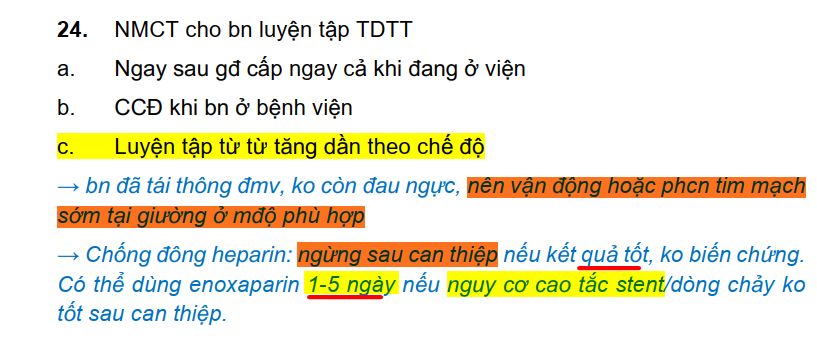 24. NMCT cho bn luyện tập TDTT
a. Ngay sau gđ cấp ngay cả khi đang ở viện
b. CCĐ khi bn ở bệnh viện
c. Luyện tập từ từ tăng dần theo chế độ
→ bn đã tái thông đmv, ko còn đau ngực, nên vận động hoặc phcn tim mạch
sớm tại giường ở mđộ phù hợp
→ Chống đông heparin: ngừng sau can thiệp nếu kết quả tốt, ko biến chứng.
Có thể dùng enoxaparin 1-5 ngày nếu nguy cơ cao tắc stent/dòng chảy ko
tốt sau can thiệp.